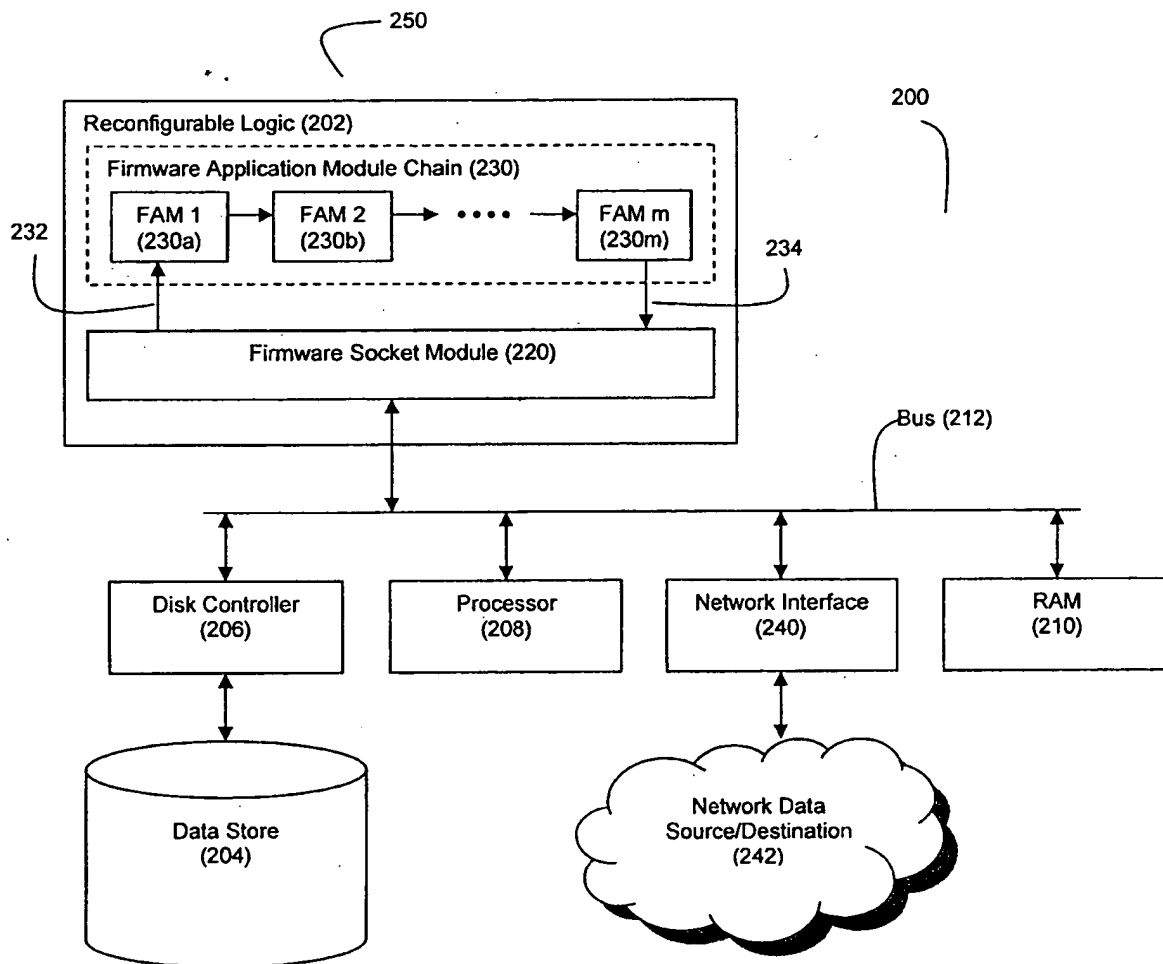 250
200
Reconfigurable Logic (202)
Firmware Application Module Chain (230)
FAM 1
(230a)
FAM 2
(230b)
FAM m
(230m)
232
234
Firmware Socket Module (220)
Bus (212)
Disk Controller
(206)
Processor
(208)
Network Interface
(240)
RAM
(210)
Data Store
(204)
Network Data
Source/Destination
(242)